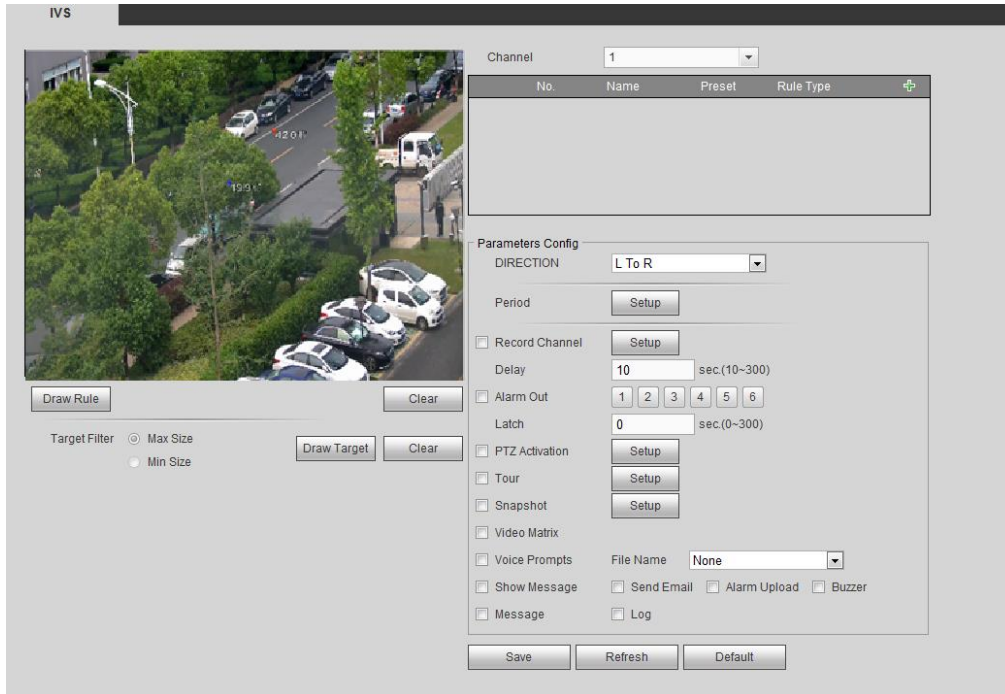 IVS
Channel 1
No. Name Preset Rule Type
Parameters Config
DIRECTION L To R
Period Setup
Record Channel Setup
Delay 10 sec.(10~300)
Draw Rule Clear
Alarm Out 1 2 3 4 5 6
Latch 0 sec.(0~300)
Target Filter Max Size Draw Target Clear
Min Size
PTZ Activation Setup
Tour Setup
Snapshot Setup
Video Matrix
Voice Prompts File Name None
Show Message Send Email Alarm Upload Buzzer
Message Log
Save Refresh Default